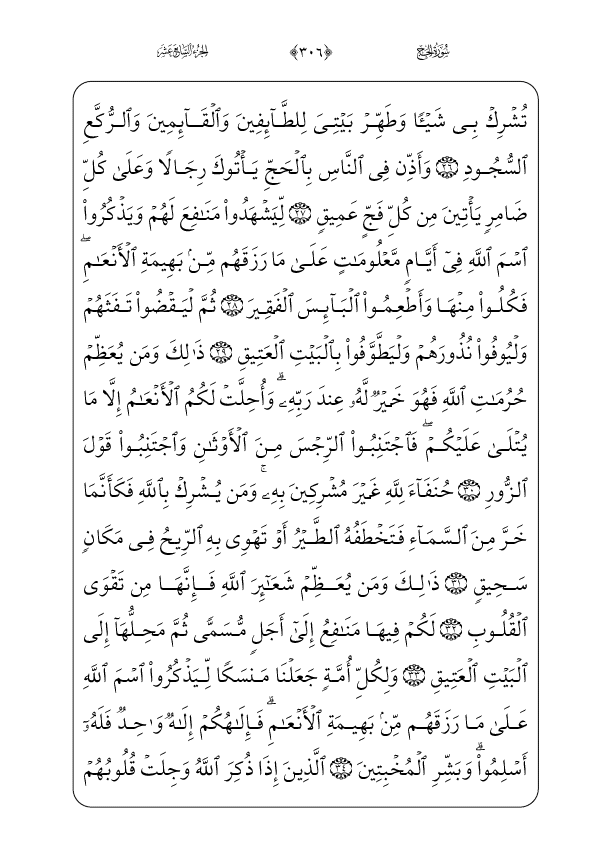 سُورَةُ الحَجّ ﴿٣٠٦﴾ الجُزْءُ السَّابِعَ عَشَرَ
تُشْرِكْ بِى شَيْـًٔا وَطَهِّرْ بَيْتِىَ لِلطَّآئِفِينَ وَٱلْقَآئِمِينَ وَٱلرُّكَّعِ
ٱلسُّجُودِ ۝٢٦ وَأَذِّن فِى ٱلنَّاسِ بِٱلْحَجِّ يَأْتُوكَ رِجَالًا وَعَلَىٰ كُلِّ
ضَامِرٍ يَأْتِينَ مِن كُلِّ فَجٍّ عَمِيقٍ ۝٢٧ لِّيَشْهَدُوا۟ مَنَـٰفِعَ لَهُمْ وَيَذْكُرُوا۟
ٱسْمَ ٱللَّهِ فِىٓ أَيَّامٍ مَّعْلُومَـٰتٍ عَلَىٰ مَا رَزَقَهُم مِّنۢ بَهِيمَةِ ٱلْأَنْعَـٰمِ ۖ
فَكُلُوا۟ مِنْهَا وَأَطْعِمُوا۟ ٱلْبَآئِسَ ٱلْفَقِيرَ ۝٢٨ ثُمَّ لْيَقْضُوا۟ تَفَثَهُمْ
وَلْيُوفُوا۟ نُذُورَهُمْ وَلْيَطَّوَّفُوا۟ بِٱلْبَيْتِ ٱلْعَتِيقِ ۝٢٩ ذَٰلِكَ وَمَن يُعَظِّمْ
حُرُمَـٰتِ ٱللَّهِ فَهُوَ خَيْرٌ لَّهُۥ عِندَ رَبِّهِۦ ۗ وَأُحِلَّتْ لَكُمُ ٱلْأَنْعَـٰمُ إِلَّا مَا
يُتْلَىٰ عَلَيْكُمْ ۖ فَٱجْتَنِبُوا۟ ٱلرِّجْسَ مِنَ ٱلْأَوْثَـٰنِ وَٱجْتَنِبُوا۟ قَوْلَ
ٱلزُّورِ ۝٣٠ حُنَفَآءَ لِلَّهِ غَيْرَ مُشْرِكِينَ بِهِۦ ۚ وَمَن يُشْرِكْ بِٱللَّهِ فَكَأَنَّمَا
خَرَّ مِنَ ٱلسَّمَآءِ فَتَخْطَفُهُ ٱلطَّيْرُ أَوْ تَهْوِى بِهِ ٱلرِّيحُ فِى مَكَانٍ
سَحِيقٍ ۝٣١ ذَٰلِكَ وَمَن يُعَظِّمْ شَعَـٰٓئِرَ ٱللَّهِ فَإِنَّهَا مِن تَقْوَى
ٱلْقُلُوبِ ۝٣٢ لَكُمْ فِيهَا مَنَـٰفِعُ إِلَىٰٓ أَجَلٍ مُّسَمًّى ثُمَّ مَحِلُّهَآ إِلَى
ٱلْبَيْتِ ٱلْعَتِيقِ ۝٣٣ وَلِكُلِّ أُمَّةٍ جَعَلْنَا مَنسَكًا لِّيَذْكُرُوا۟ ٱسْمَ ٱللَّهِ
عَلَىٰ مَا رَزَقَهُم مِّنۢ بَهِيمَةِ ٱلْأَنْعَـٰمِ ۗ فَإِلَـٰهُكُمْ إِلَـٰهٌ وَٰحِدٌ فَلَهُۥٓ
أَسْلِمُوا۟ ۗ وَبَشِّرِ ٱلْمُخْبِتِينَ ۝٣٤ ٱلَّذِينَ إِذَا ذُكِرَ ٱللَّهُ وَجِلَتْ قُلُوبُهُمْ